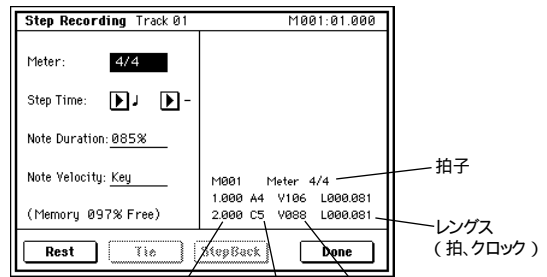 Step Recording Track 01 M001:01.000
Meter: 4/4
Step Time: ♩ -
Note Duration: 085%
Note Velocity: Key
(Memory 097% Free)
M001 Meter 4/4
1.000 A4 V106 L000.081
2.000 C5 V088 L000.081
Rest Tie StepBack Done
拍子
レングス
(拍、クロック)